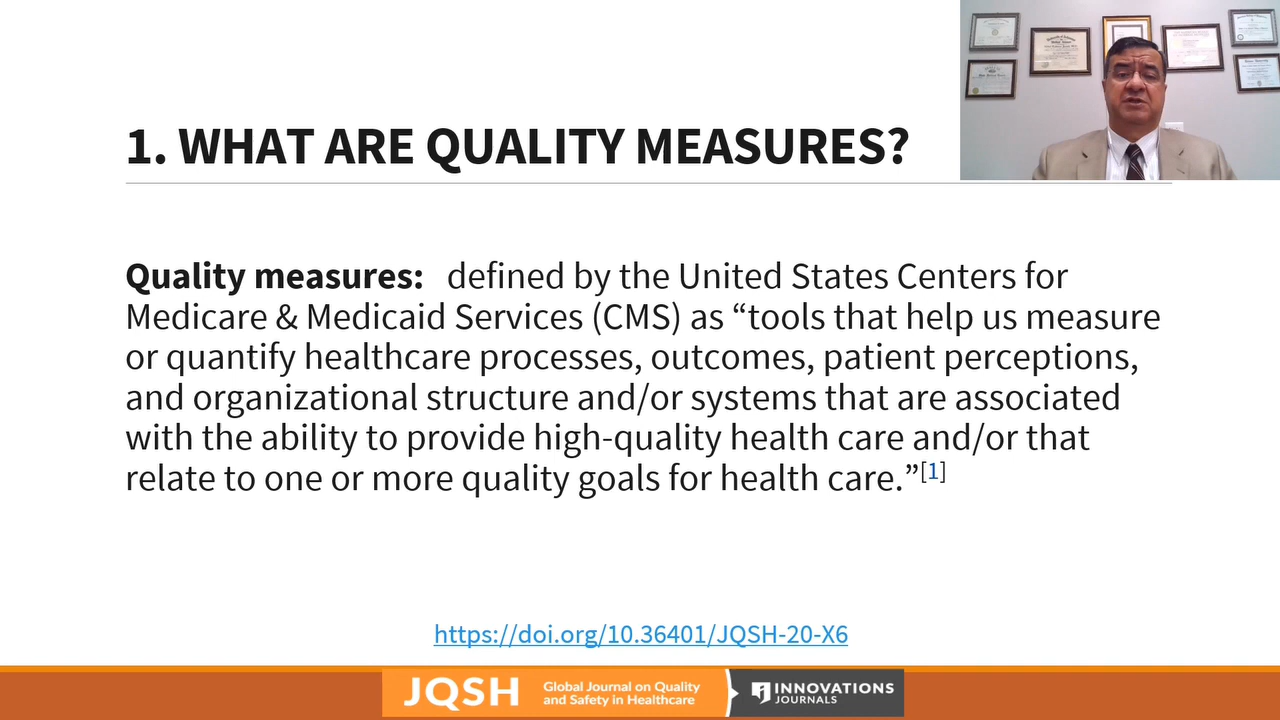 1. WHAT ARE QUALITY MEASURES?
Quality measures: defined by the United States Centers for
Medicare & Medicaid Services (CMS) as “tools that help us measure
or quantify healthcare processes, outcomes, patient perceptions,
and organizational structure and/or systems that are associated
with the ability to provide high-quality health care and/or that
relate to one or more quality goals for health care.”[1]
https://doi.org/10.36401/JQSH-20-X6
JQSH
Global Journal on Quality
and Safety in Healthcare
INNOVATIONS
JOURNALS